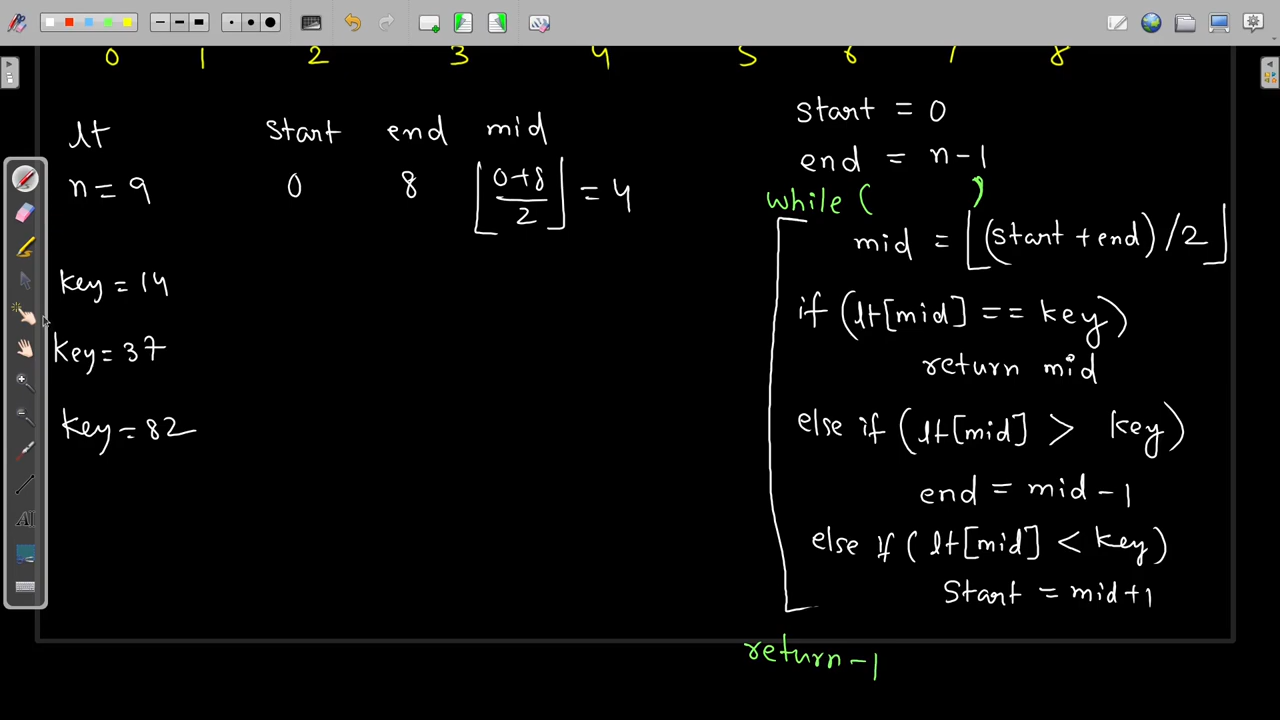 0 1 2 3 4 5 6 7 8
lt start end mid
n = 9 0 8 ⌊(0+8)/2⌋ = 4
key = 14
key = 37
key = 82
start = 0
end = n-1
while ( )
mid = ⌊(start + end) / 2⌋
if (lt[mid] == key)
return mid
else if (lt[mid] > key)
end = mid - 1
else if (lt[mid] < key)
Start = mid+1
return -1